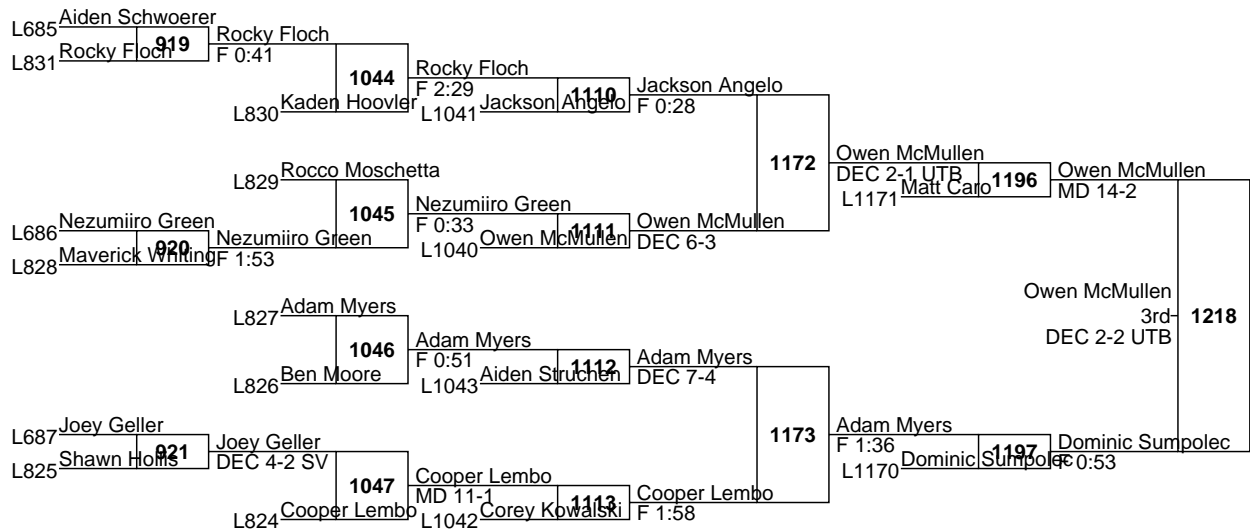 Aiden Schwoerer
L685
919
Rocky Floch
L831
Rocky Floch
F 0:41
1044
Rocky Floch
F 2:29
Kaden Hoovler
L830
1110
Jackson Angelo
L1041
Jackson Angelo
F 0:28
1172
Owen McMullen
DEC 2-1 UTB
Rocco Moschetta
L829
1045
Nezumiiro Green
F 0:33
Nezumiiro Green
L686
920
Maverick Whiting
L828
Nezumiiro Green
F 1:53
1111
Owen McMullen
L1040
Owen McMullen
DEC 6-3
Matt Caro
L1171
1196
Owen McMullen
MD 14-2
Adam Myers
L827
1046
Ben Moore
L826
Adam Myers
F 0:51
1112
Aiden Struchen
L1043
Adam Myers
DEC 7-4
1173
Adam Myers
F 1:36
Joey Geller
L687
921
Shawn Hollis
L825
Joey Geller
DEC 4-2 SV
1047
Cooper Lembo
L824
Cooper Lembo
MD 11-1
1113
Corey Kowalski
L1042
Cooper Lembo
F 1:58
1197
Dominic Sumpolec
L1170
Dominic Sumpolec
F 0:53
Owen McMullen
3rd
DEC 2-2 UTB
1218